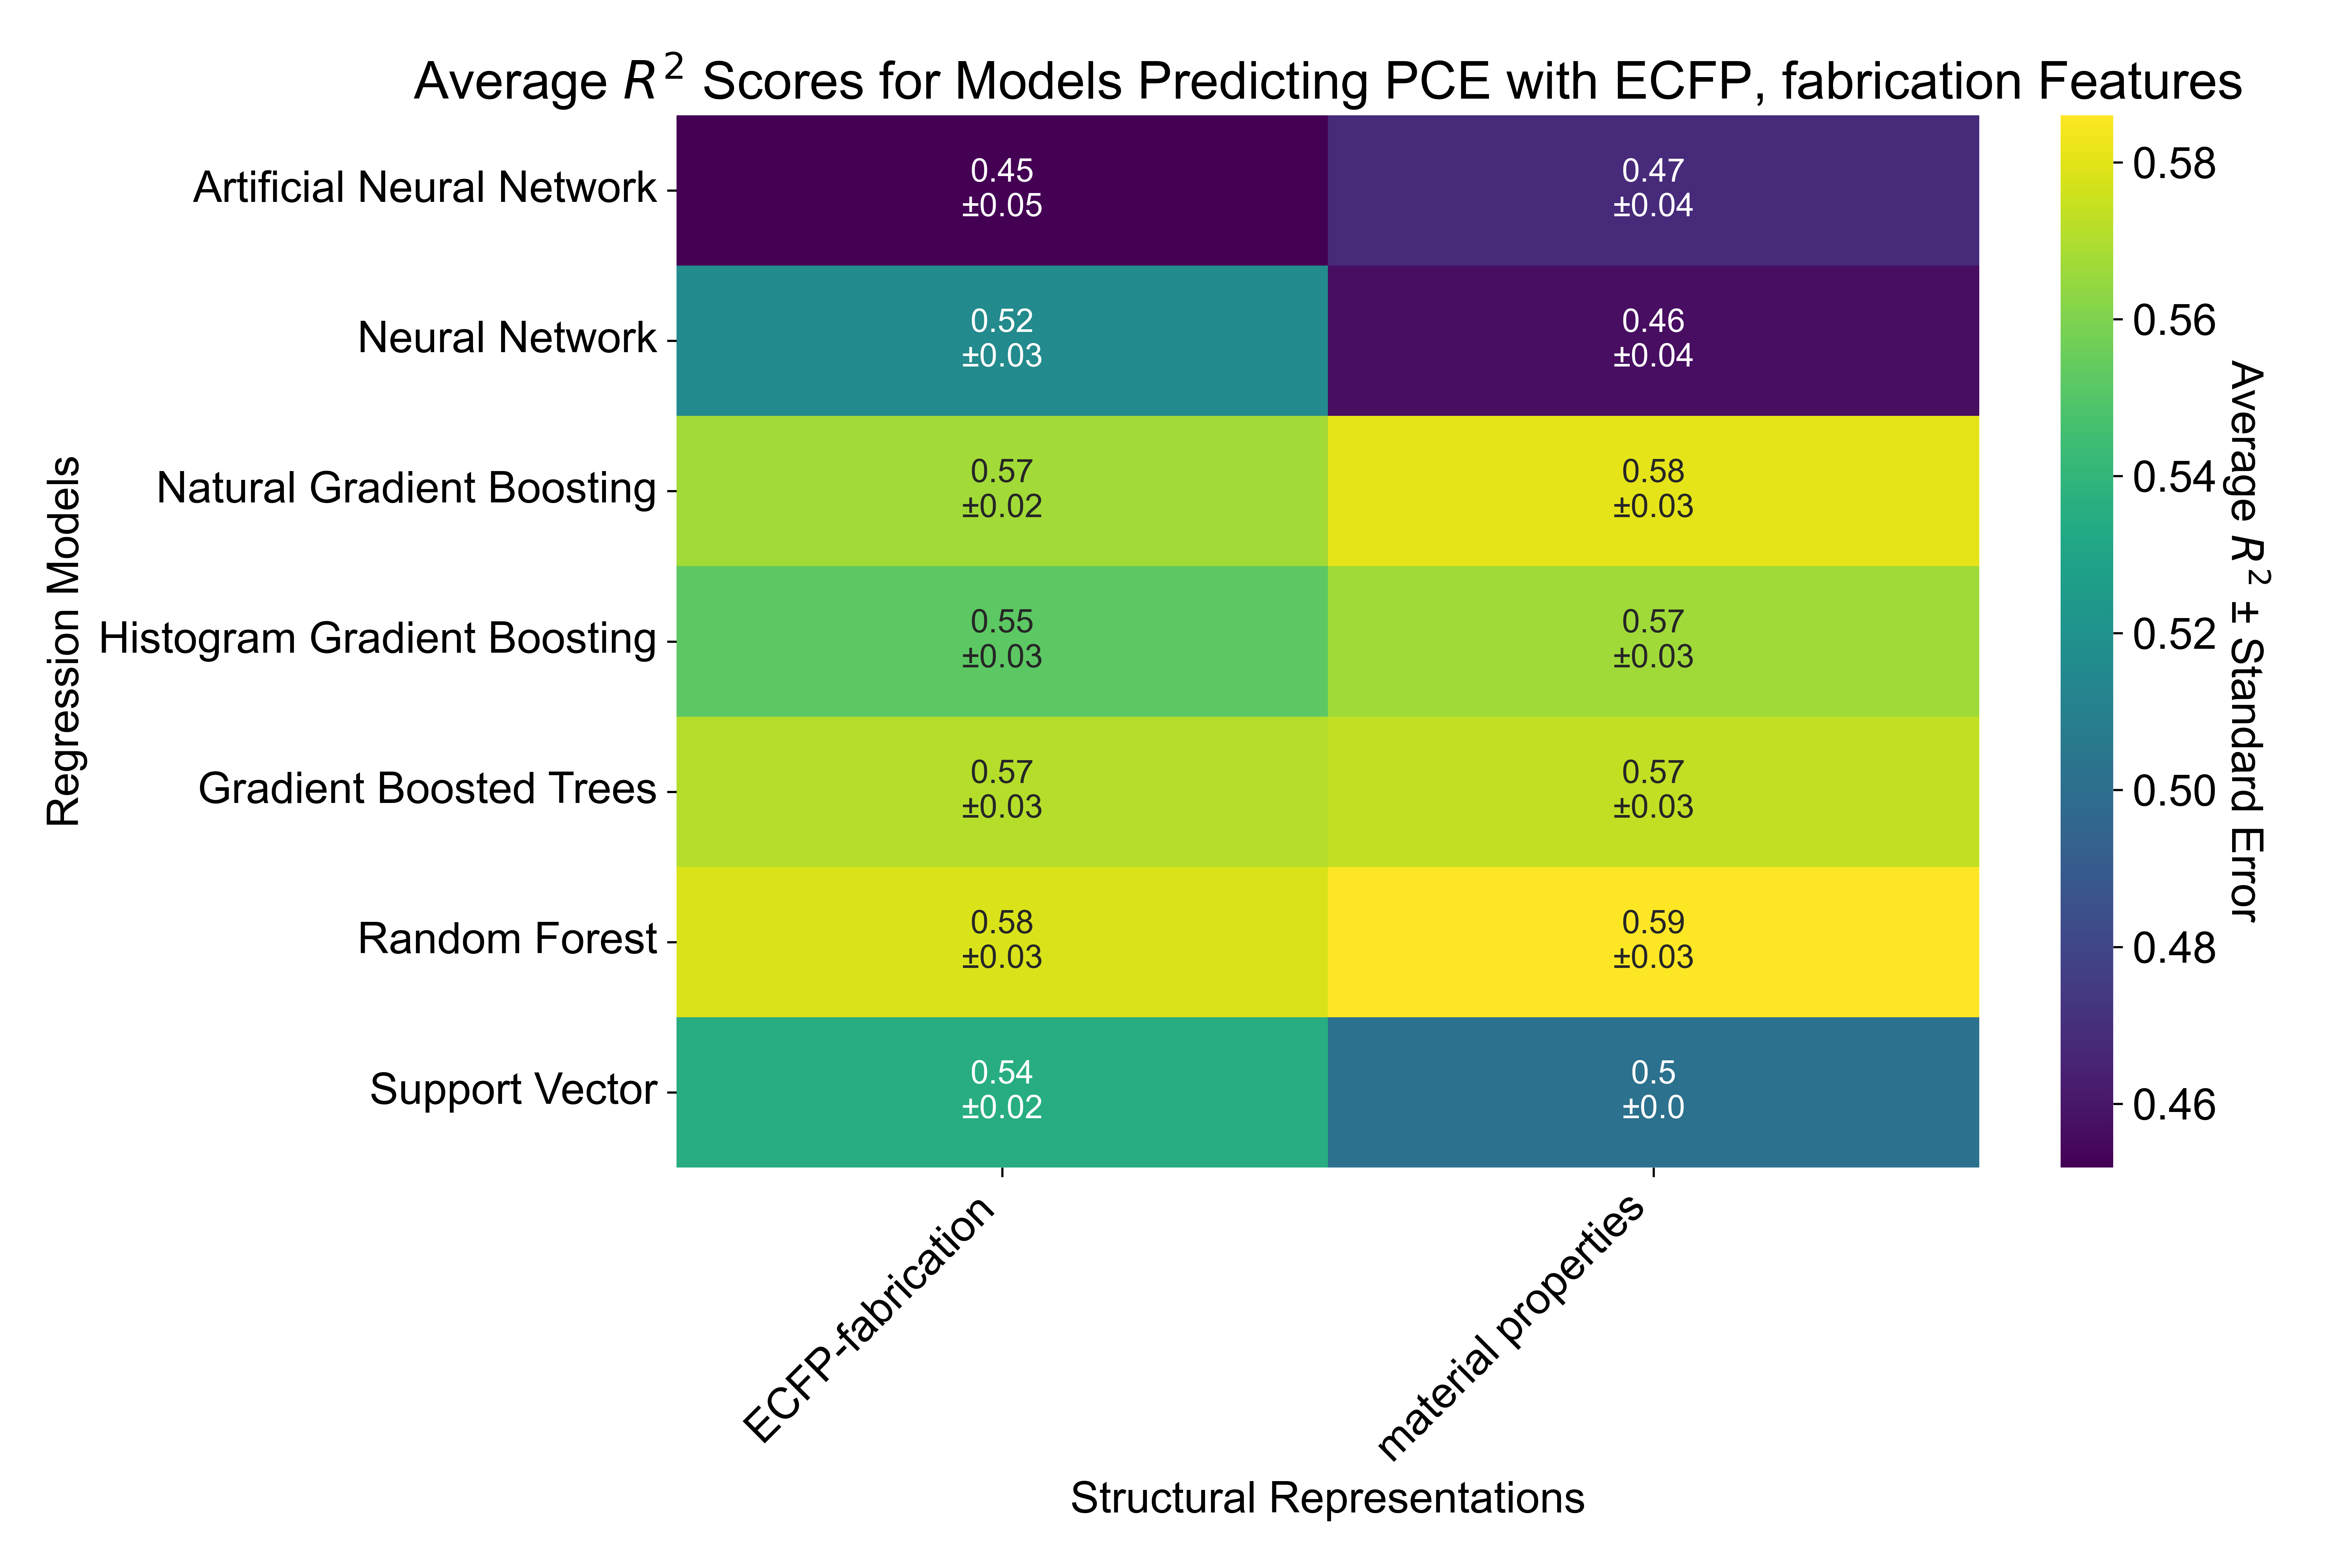 Average R² Scores for Models Predicting PCE with ECFP, fabrication Features
Regression Models
Artificial Neural Network
0.45
±0.05
0.47
±0.04
Neural Network
0.52
±0.03
0.46
±0.04
Natural Gradient Boosting
0.57
±0.02
0.58
±0.03
Histogram Gradient Boosting
0.55
±0.03
0.57
±0.03
Gradient Boosted Trees
0.57
±0.03
0.57
±0.03
Random Forest
0.58
±0.03
0.59
±0.03
Support Vector
0.54
±0.02
0.5
±0.0
ECFP-fabrication
material properties
Structural Representations
0.58
0.56
0.54
0.52
0.50
0.48
0.46
Average R² ± Standard Error